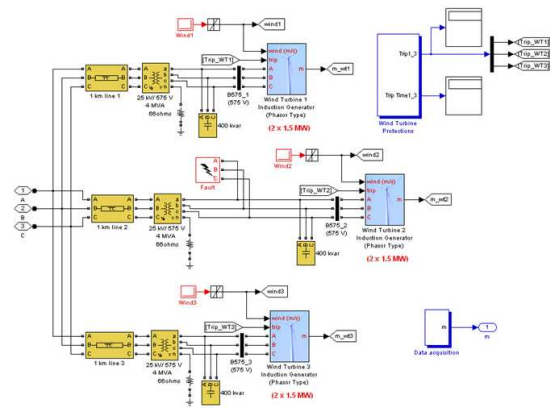 wind1
Wind1
[Trip_WT1]
wind (m/s)
trip
A
B
C
m
m_wt1
A A
B B
C C
1 km line 1
A a
B b
C c
n
25 kV/ 575 V
4 MVA
66ohms
B575_1
(575 V)
A B C
400 kvar
Wind Turbine 1
Induction Generator
(Phasor Type)
(2 x 1.5 MW)
Trip1_3
Trip Time1_3
Wind Turbine
Protections
[Trip_WT1]
[Trip_WT2]
[Trip_WT3]
A
B
C
Fault
wind2
Wind2
[Trip_WT2]
wind (m/s)
trip
A
B
C
m
m_wt2
1
A
2
B
3
C
A A
B B
C C
1 km line 2
A a
B b
C c
n
25 kV/ 575 V
4 MVA
66ohms
B575_2
(575 V)
A B C
400 kvar
Wind Turbine 2
Induction Generator
(Phasor Type)
(2 x 1.5 MW)
wind3
Wind3
[Trip_WT3]
wind (m/s)
trip
A
B
C
m
m_wt3
A A
B B
C C
1 km line 3
A a
B b
C c
n
25 kV/ 575 V
4 MVA
66ohms
B575_3
(575 V)
A B C
400 kvar
Wind Turbine 3
Induction Generator
(Phasor Type)
(2 x 1.5 MW)
m
Data acquisition
1
m